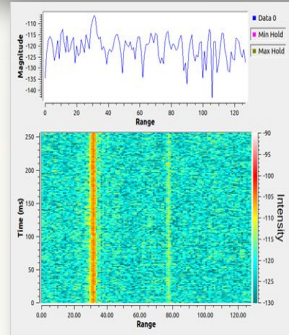 -110
-115
-120
-125
-130
-135
-140
Magnitude
0 20 40 60 80 100 120
Range
Data 0
Min Hold
Max Hold
250
200
150
100
50
0
Time (ms)
0.00 20.00 40.00 60.00 80.00 100.00 120.00
Range
-90
-95
-100
-105
-110
-115
-120
-125
-130
Intensity